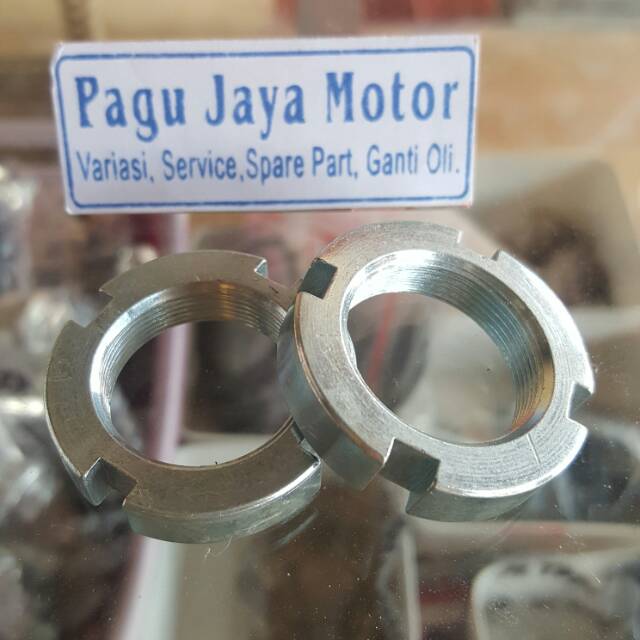 Pagu Jaya Motor
Variasi, Service,Spare Part, Ganti Oli.